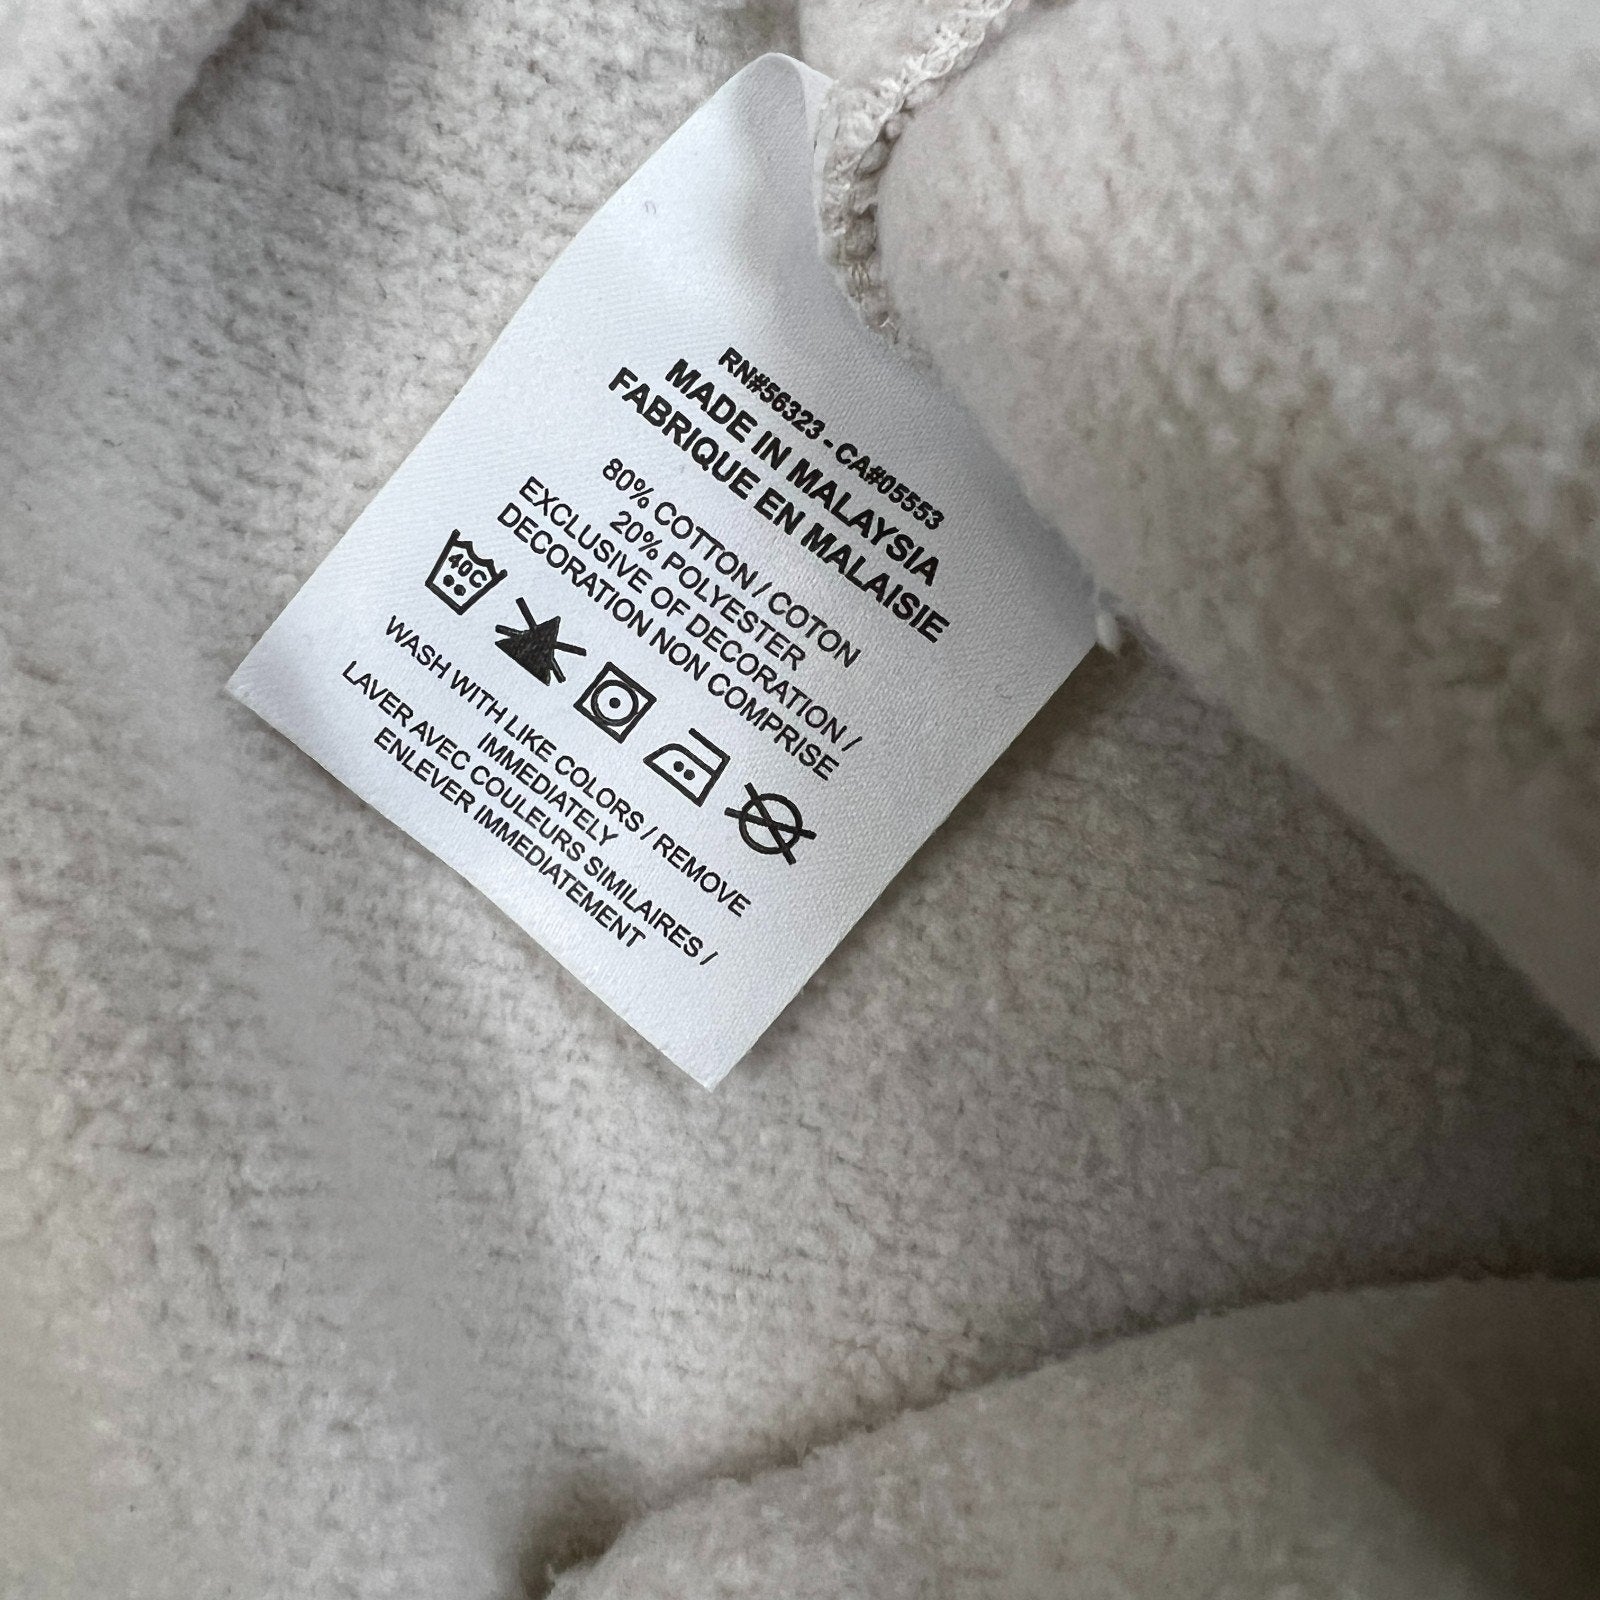 RN#56323 - CA#05553
MADE IN MALAYSIA
FABRIQUE EN MALAISIE
80% COTTON / COTON
20% POLYESTER
EXCLUSIVE OF DECORATION /
DECORATION NON COMPRISE
40C
WASH WITH LIKE COLORS / REMOVE
IMMEDIATELY
LAVER AVEC COULEURS SIMILAIRES /
ENLEVER IMMEDIATEMENT